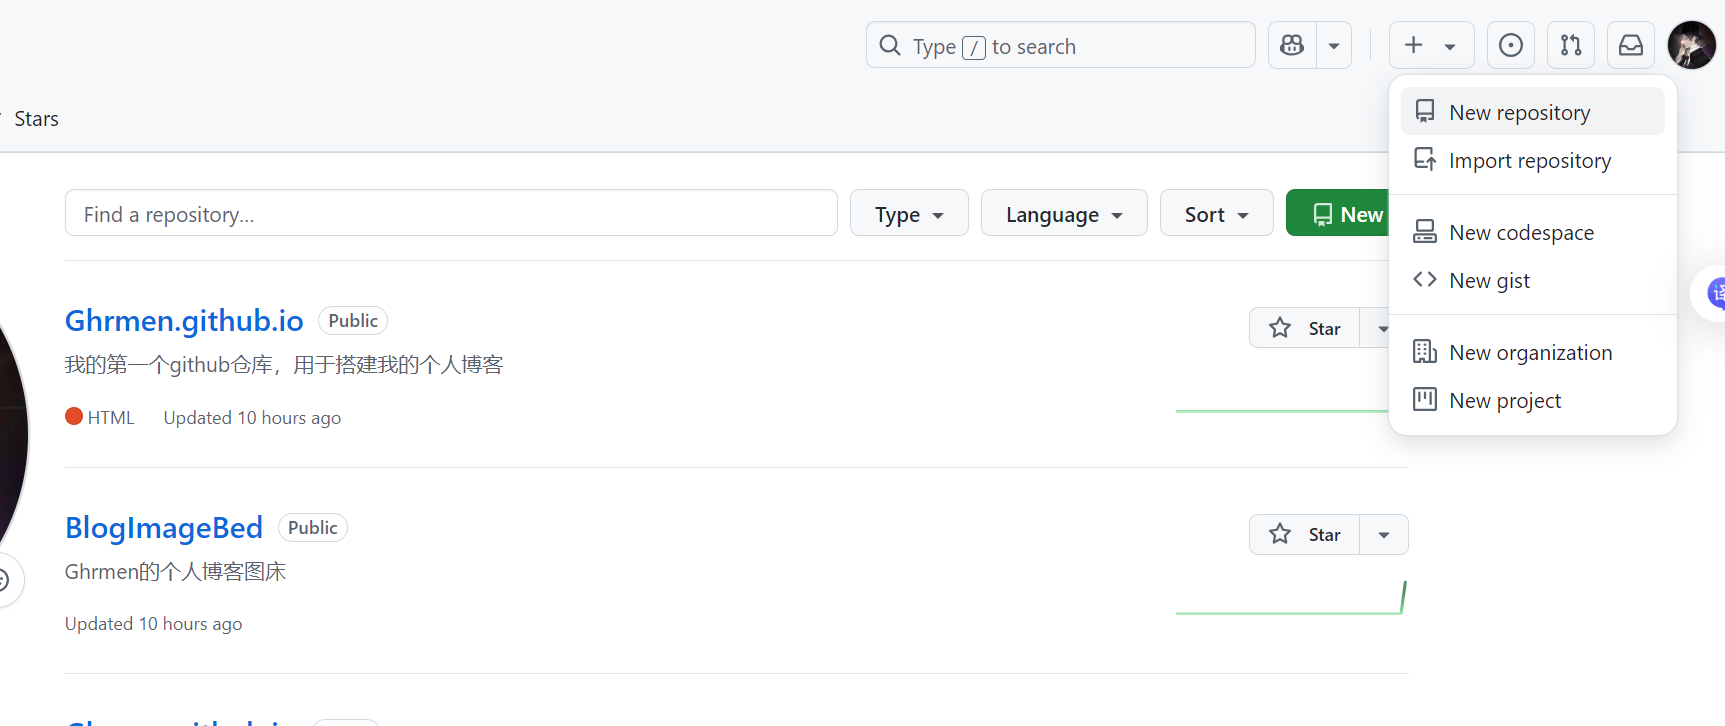 Type / to search
Stars
New repository
Import repository
New codespace
New gist
New organization
New project
Find a repository...
Type
Language
Sort
New
Ghrmen.github.io Public
Star
我的第一个github仓库，用于搭建我的个人博客
HTML Updated 10 hours ago
BlogImageBed Public
Star
Ghrmen的个人博客图床
Updated 10 hours ago